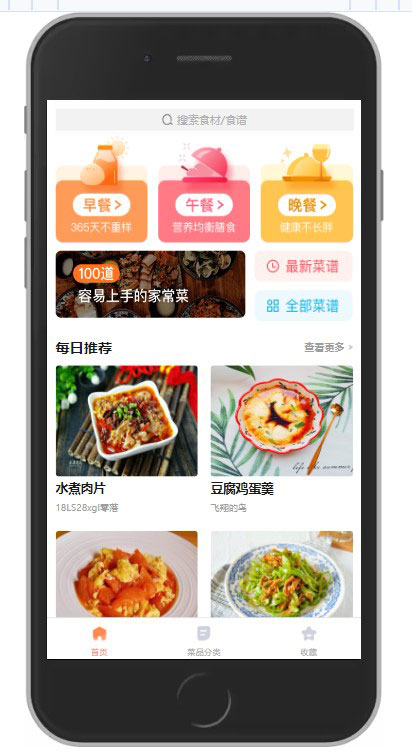 搜索食材/食谱
早餐 >
午餐 >
晚餐 >
365天不重样
营养均衡膳食
健康不长胖
100道
容易上手的家常菜
最新菜谱
全部菜谱
每日推荐
查看更多 >
水煮肉片
豆腐鸡蛋羹
18LS28xgl零落
飞翔的鸟
首页
菜品分类
收藏